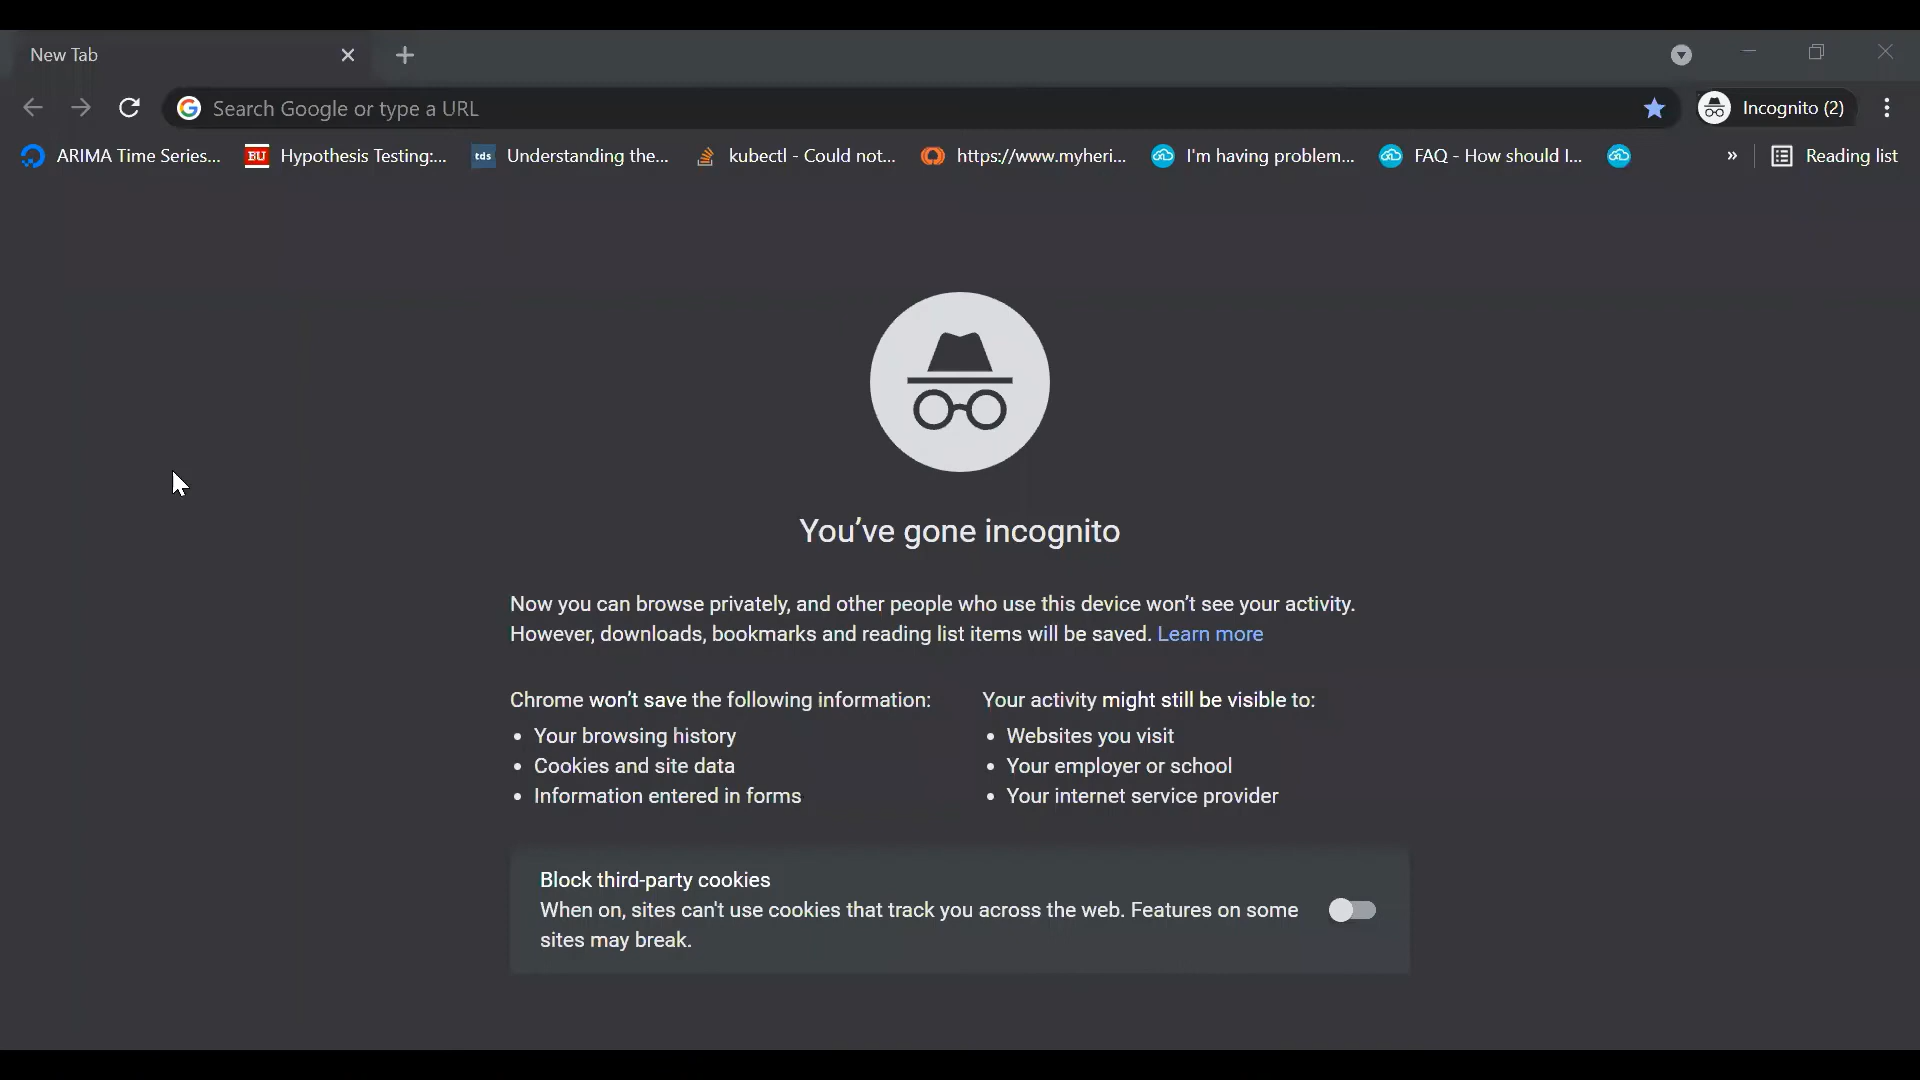 New Tab
Search Google or type a URL
Incognito (2)
ARIMA Time Series... BU Hypothesis Testing:... tds Understanding the... kubectl - Could not... https://www.myheri... I'm having problem... FAQ - How should I... » Reading list
You've gone incognito
Now you can browse privately, and other people who use this device won't see your activity.
However, downloads, bookmarks and reading list items will be saved. Learn more
Chrome won't save the following information:
• Your browsing history
• Cookies and site data
• Information entered in forms
Your activity might still be visible to:
• Websites you visit
• Your employer or school
• Your internet service provider
Block third-party cookies
When on, sites can't use cookies that track you across the web. Features on some
sites may break.